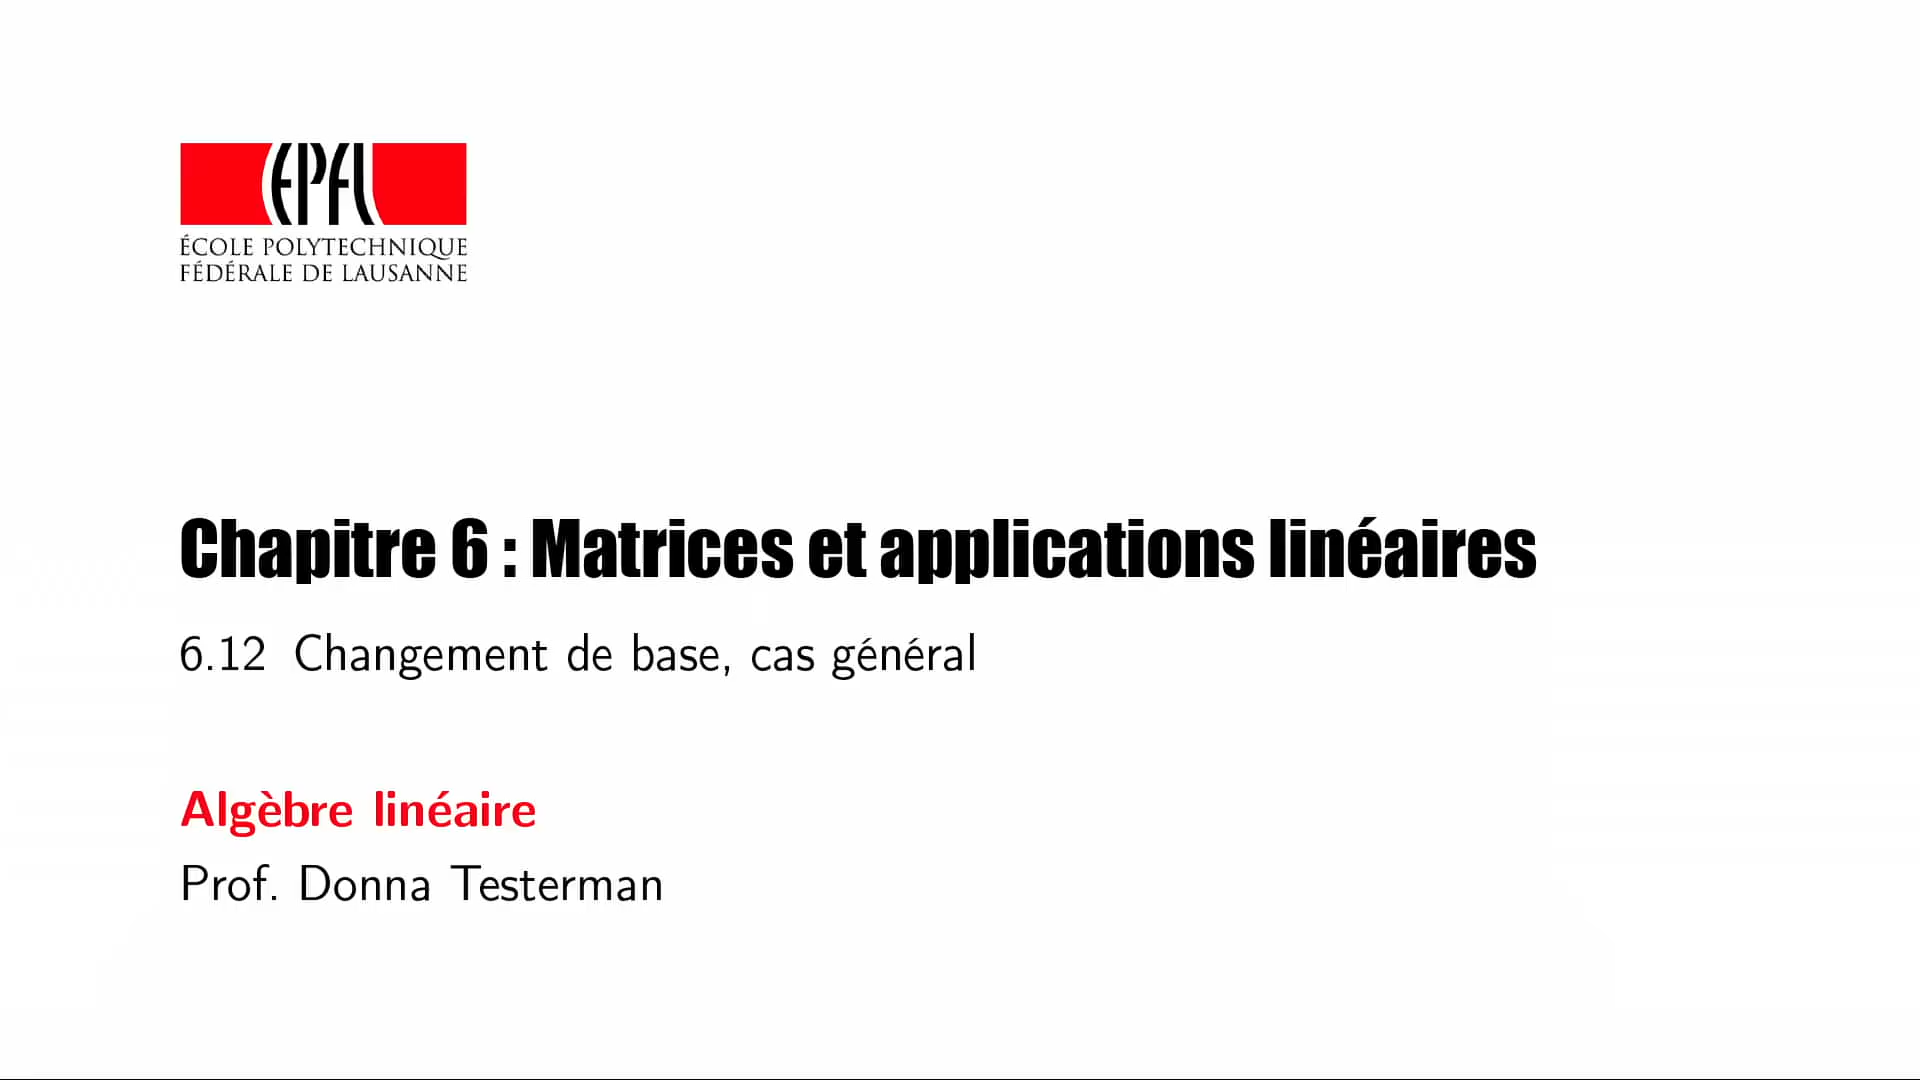 EPFL
ÉCOLE POLYTECHNIQUE
FÉDÉRALE DE LAUSANNE
Chapitre 6 : Matrices et applications linéaires
6.12 Changement de base, cas général
Algèbre linéaire
Prof. Donna Testerman